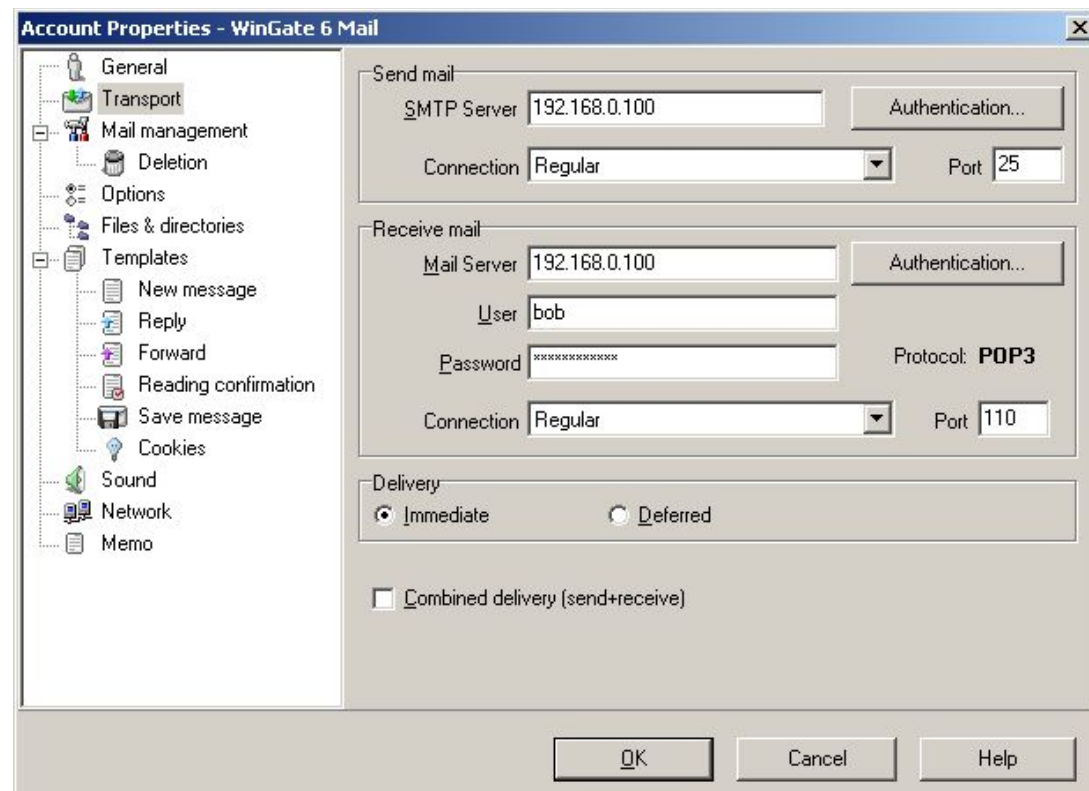 Account Properties - WinGate 6 Mail
General
Transport
Mail management
Deletion
Options
Files & directories
Templates
New message
Reply
Forward
Reading confirmation
Save message
Cookies
Sound
Network
Memo
Send mail
SMTP Server 192.168.0.100 Authentication...
Connection Regular Port 25
Receive mail
Mail Server 192.168.0.100 Authentication...
User bob
Password ************ Protocol: POP3
Connection Regular Port 110
Delivery
Immediate Deferred
Combined delivery (send+receive)
OK Cancel Help